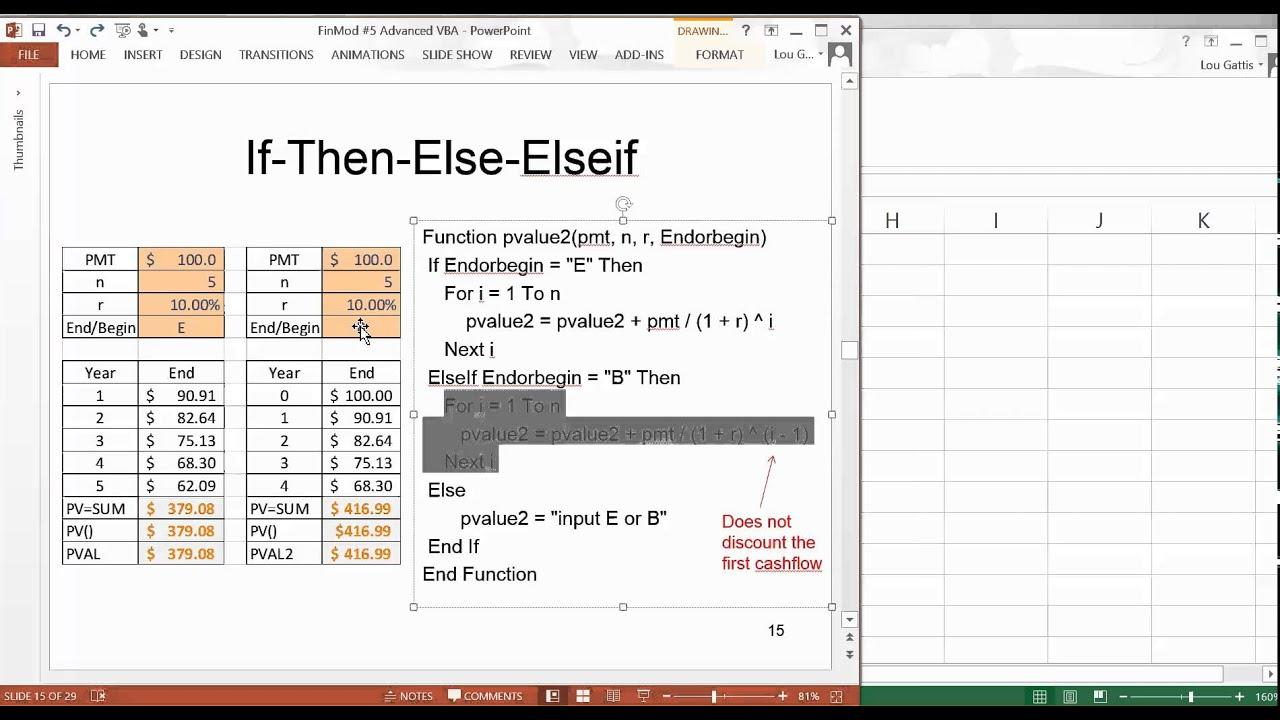 FinMod #5 Advanced VBA - PowerPoint
DRAWIN...
?
FILE HOME INSERT DESIGN TRANSITIONS ANIMATIONS SLIDE SHOW REVIEW VIEW ADD-INS FORMAT Lou G...
?
Lou Gattis
Thumbnails
If-Then-Else-Elseif
PMT $ 100.0
n 5
r 10.00%
End/Begin E
Year End
1 $ 90.91
2 $ 82.64
3 $ 75.13
4 $ 68.30
5 $ 62.09
PV=SUM $ 379.08
PV() $ 379.08
PVAL $ 379.08
PMT $ 100.0
n 5
r 10.00%
End/Begin
Year End
0 $ 100.00
1 $ 90.91
2 $ 82.64
3 $ 75.13
4 $ 68.30
PV=SUM $ 416.99
PV() $416.99
PVAL2 $ 416.99
Function pvalue2(pmt, n, r, Endorbegin)
If Endorbegin = "E" Then
For i = 1 To n
pvalue2 = pvalue2 + pmt / (1 + r) ^ i
Next i
ElseIf Endorbegin = "B" Then
For i = 1 To n
pvalue2 = pvalue2 + pmt / (1 + r) ^ (i - 1)
Next i
Else
pvalue2 = "input E or B"
End If
End Function
Does not
discount the
first cashflow
15
H I J K
SLIDE 15 OF 29 NOTES COMMENTS 81%